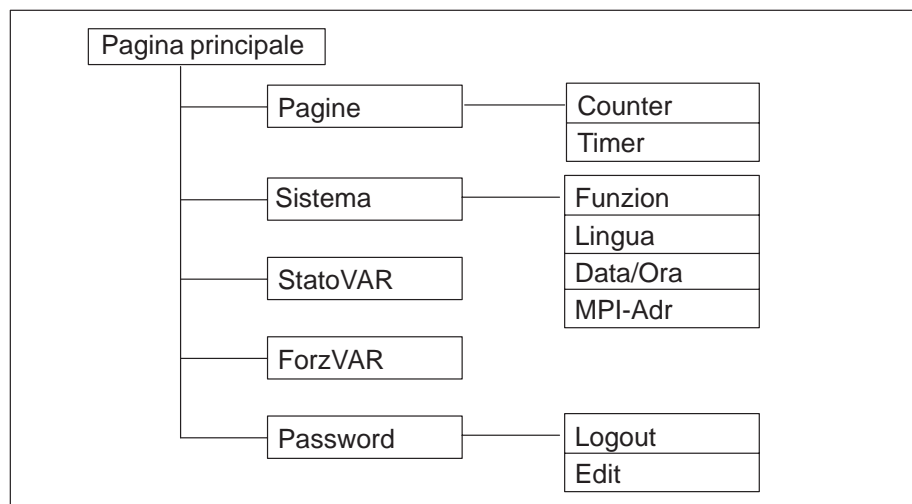 Pagina principale
Pagine
Counter
Timer
Sistema
Funzion
Lingua
Data/Ora
MPI-Adr
StatoVAR
ForzVAR
Password
Logout
Edit